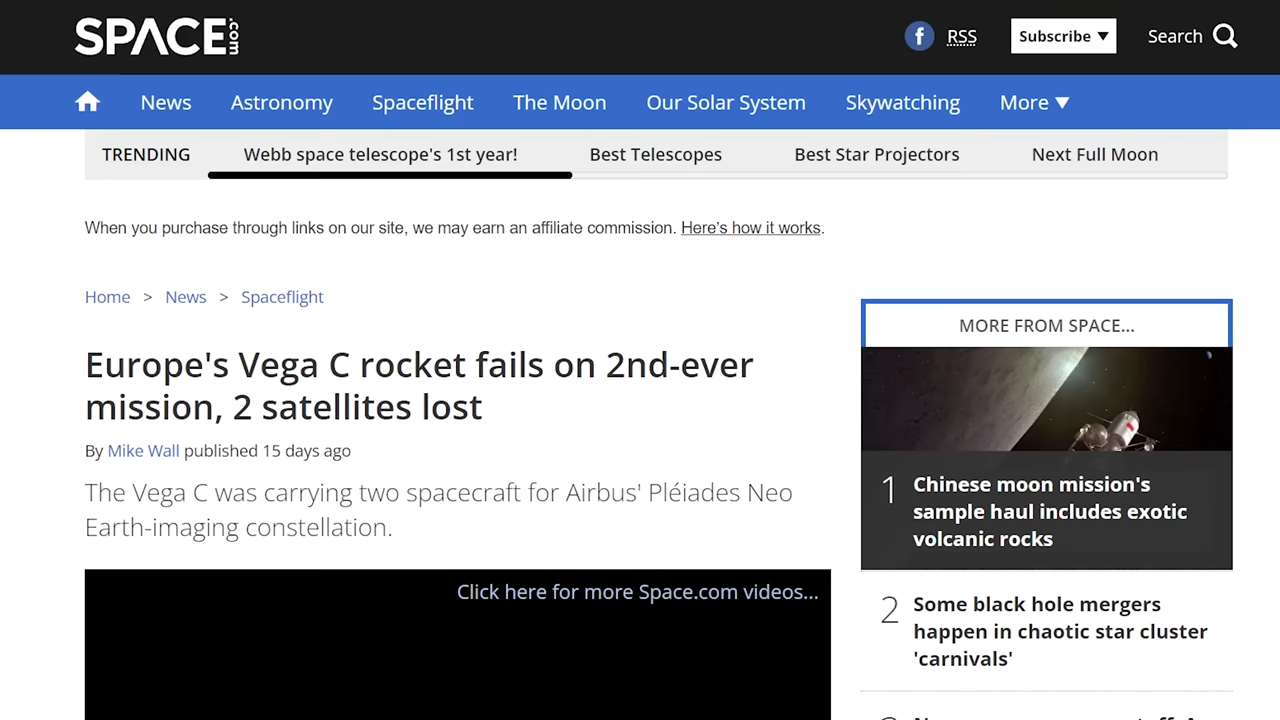 SPACE.com
RSS
Subscribe ▼
Search
News
Astronomy
Spaceflight
The Moon
Our Solar System
Skywatching
More ▼
TRENDING
Webb space telescope's 1st year!
Best Telescopes
Best Star Projectors
Next Full Moon
When you purchase through links on our site, we may earn an affiliate commission. Here's how it works.
Home > News > Spaceflight
Europe's Vega C rocket fails on 2nd-ever
mission, 2 satellites lost
By Mike Wall published 15 days ago
The Vega C was carrying two spacecraft for Airbus' Pléiades Neo
Earth-imaging constellation.
Click here for more Space.com videos...
MORE FROM SPACE...
1 Chinese moon mission's
sample haul includes exotic
volcanic rocks
2 Some black hole mergers
happen in chaotic star cluster
'carnivals'